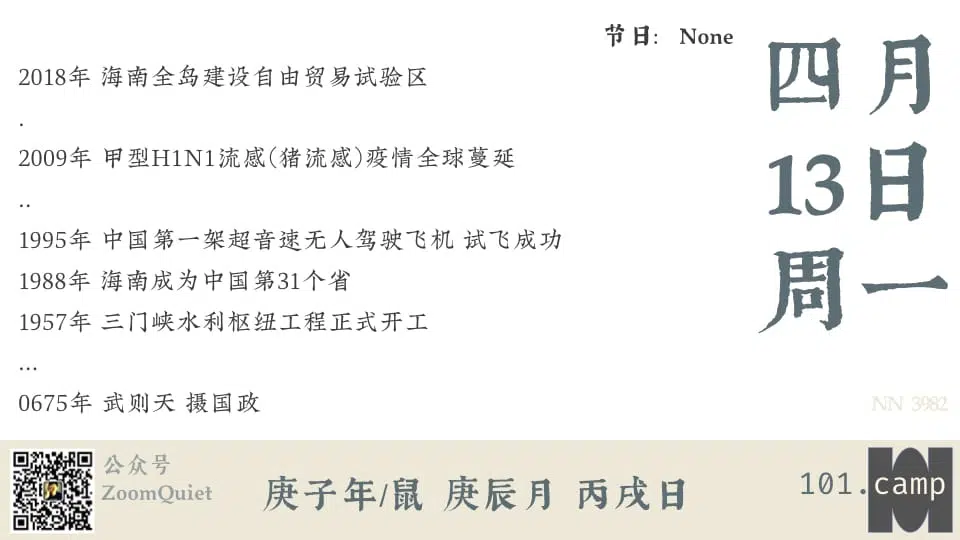 节日: None
四月
13日
周一
2018年 海南全岛建设自由贸易试验区
.
2009年 甲型H1N1流感(猪流感)疫情全球蔓延
..
1995年 中国第一架超音速无人驾驶飞机 试飞成功
1988年 海南成为中国第31个省
1957年 三门峡水利枢纽工程正式开工
...
0675年 武则天 摄国政
NN 3982
公众号
ZoomQuiet
庚子年/鼠 庚辰月 丙戌日
101.camp